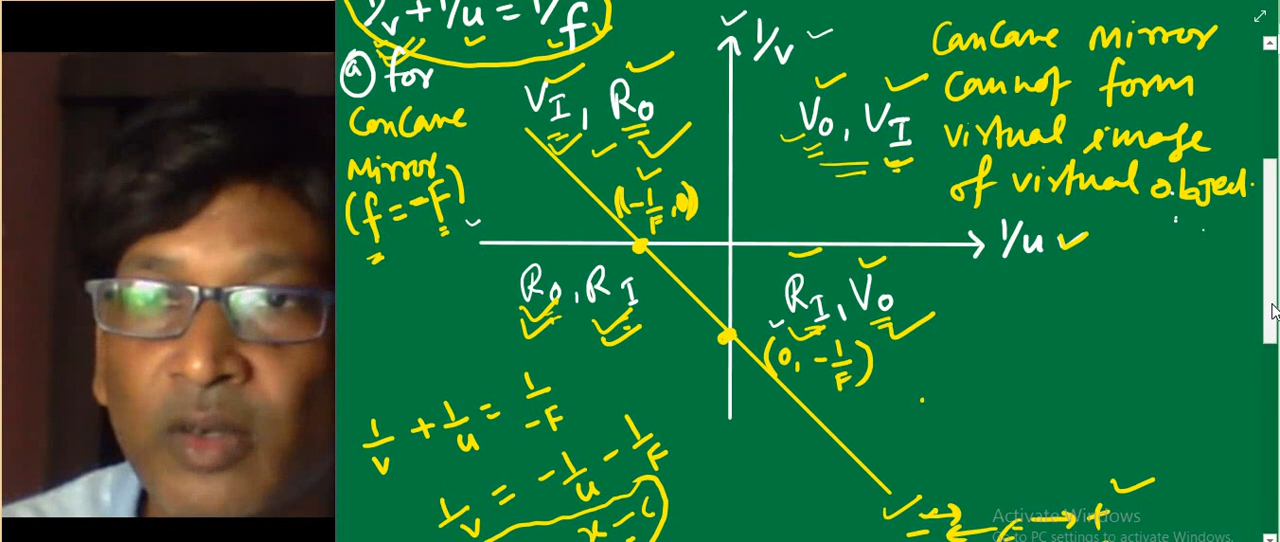 1/v + 1/u = 1/f
(a) for
Concave
Mirror
(f = -F)
1/v
V_I, R_O
V_O, V_I
Concave mirror
cannot form
virtual image
of virtual object.
(-1/F, 0)
1/u
R_O, R_I
R_I, V_O
(0, -1/F)
1/v + 1/u = 1/-F
1/v = -1/u - 1/F
Activate Windows
Go to PC settings to activate Windows.